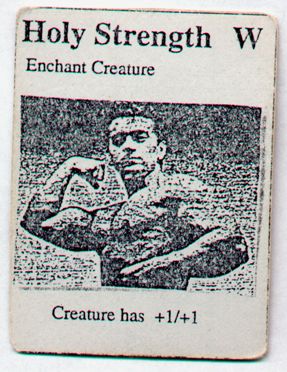 Holy Strength W
Enchant Creature
Creature has +1/+1